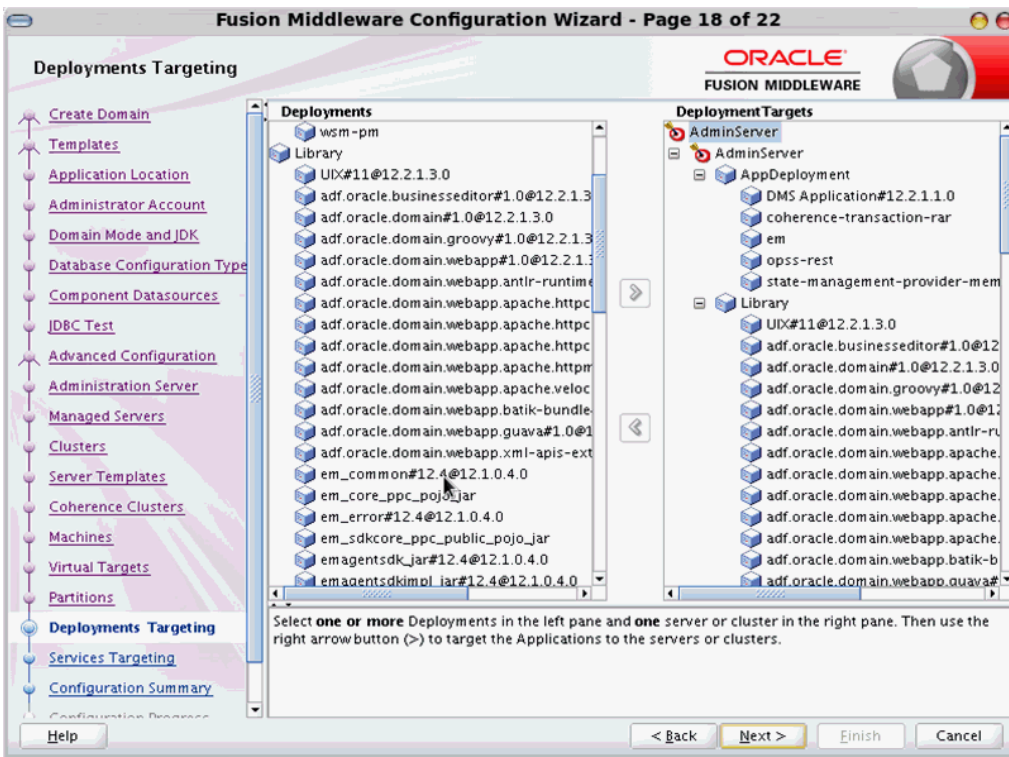 Fusion Middleware Configuration Wizard - Page 18 of 22
Deployments Targeting
ORACLE
FUSION MIDDLEWARE
Create Domain
Templates
Application Location
Administrator Account
Domain Mode and JDK
Database Configuration Type
Component Datasources
JDBC Test
Advanced Configuration
Administration Server
Managed Servers
Clusters
Server Templates
Coherence Clusters
Machines
Virtual Targets
Partitions
Deployments Targeting
Services Targeting
Configuration Summary
Configuration Progress
Deployments
wsm-pm
Library
UIX#11@12.2.1.3.0
adf.oracle.businesseditor#1.0@12.2.1.3
adf.oracle.domain#1.0@12.2.1.3.0
adf.oracle.domain.groovy#1.0@12.2.1.3
adf.oracle.domain.webapp#1.0@12.2.1.3
adf.oracle.domain.webapp.antlr-runtime
adf.oracle.domain.webapp.apache.httpc
adf.oracle.domain.webapp.apache.httpc
adf.oracle.domain.webapp.apache.httpc
adf.oracle.domain.webapp.apache.httpm
adf.oracle.domain.webapp.apache.veloc
adf.oracle.domain.webapp.batik-bundle
adf.oracle.domain.webapp.guava#1.0@1
adf.oracle.domain.webapp.xml-apis-ext
em_common#12.4@12.1.0.4.0
em_core_ppc_pojo_jar
em_error#12.4@12.1.0.4.0
em_sdkcore_ppc_public_pojo_jar
emagentsdk_jar#12.4@12.1.0.4.0
emagentsdkimpl_jar#12.4@12.1.0.4.0
Deployment Targets
AdminServer
AdminServer
AppDeployment
DMS Application#12.2.1.1.0
coherence-transaction-rar
em
opss-rest
state-management-provider-mem
Library
UIX#11@12.2.1.3.0
adf.oracle.businesseditor#1.0@12
adf.oracle.domain#1.0@12.2.1.3.0
adf.oracle.domain.groovy#1.0@12
adf.oracle.domain.webapp#1.0@12
adf.oracle.domain.webapp.antlr-ru
adf.oracle.domain.webapp.apache.
adf.oracle.domain.webapp.apache.
adf.oracle.domain.webapp.apache.
adf.oracle.domain.webapp.apache.
adf.oracle.domain.webapp.apache.
adf.oracle.domain.webapp.batik-b
adf.oracle.domain.webapp.guava#
Select one or more Deployments in the left pane and one server or cluster in the right pane. Then use the
right arrow button (>) to target the Applications to the servers or clusters.
Help
< Back
Next >
Finish
Cancel